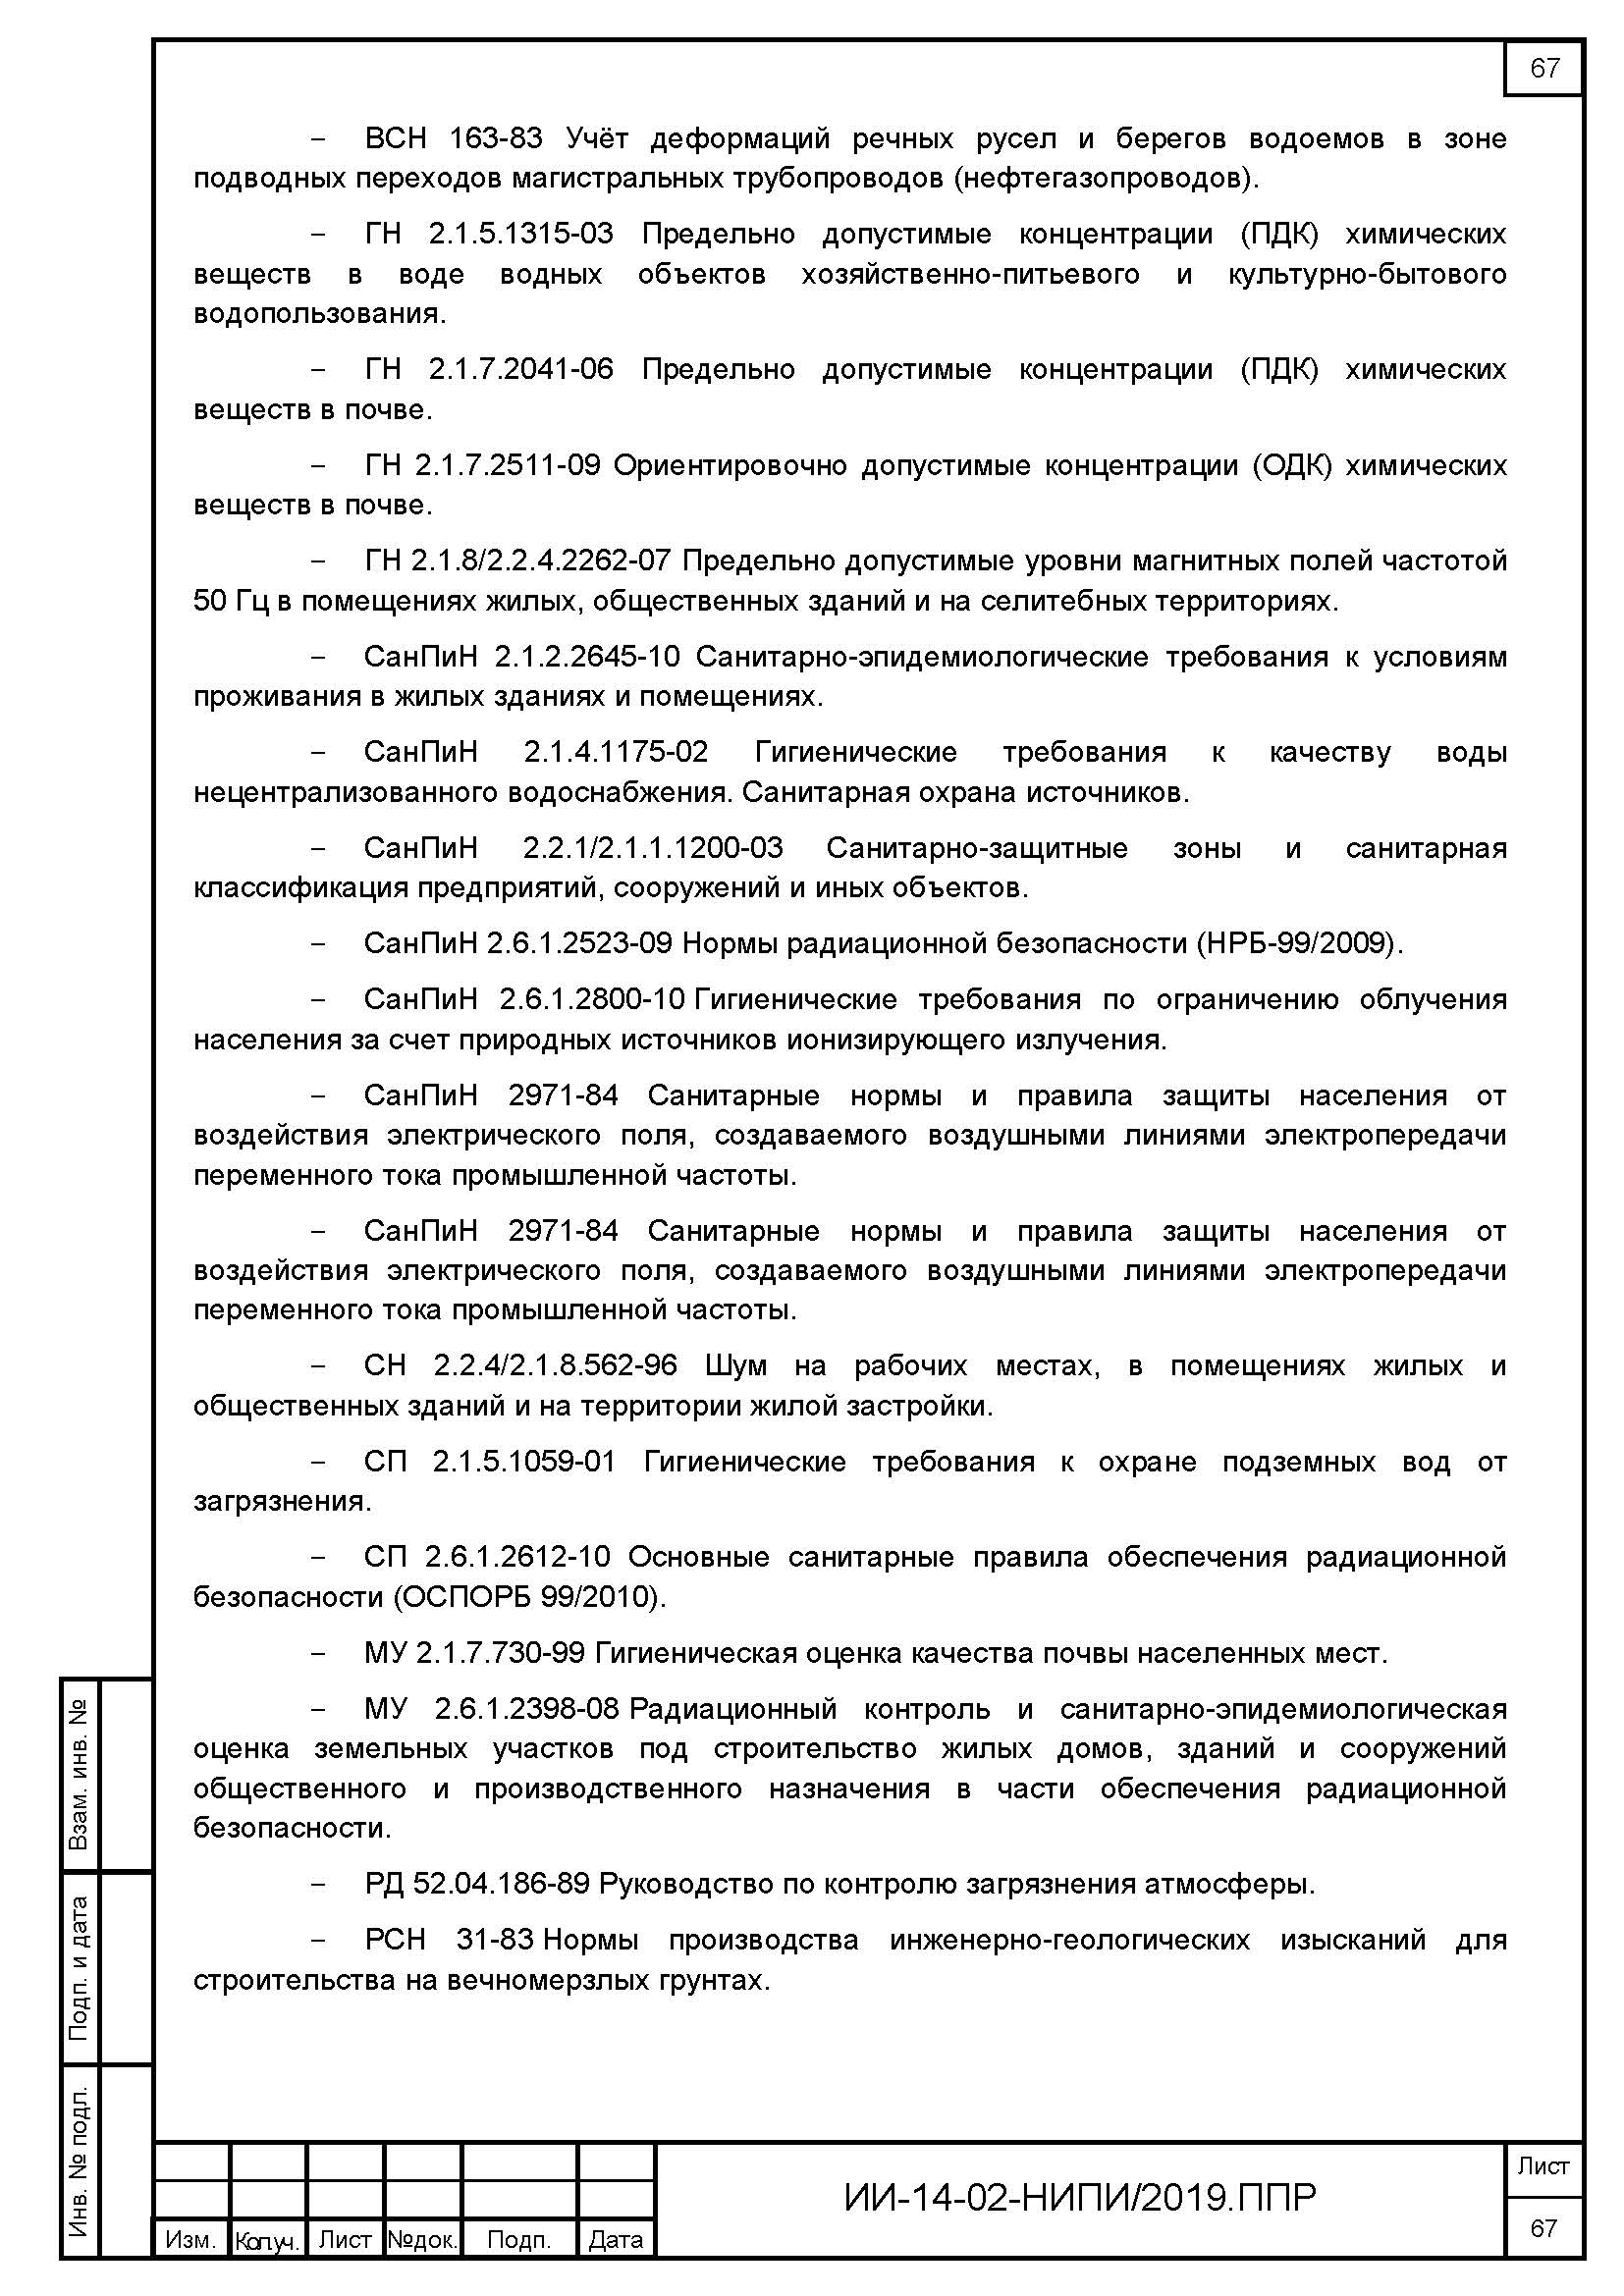 67
– ВСН 163-83 Учёт деформаций речных русел и берегов водоемов в зоне
подводных переходов магистральных трубопроводов (нефтегазопроводов).
– ГН 2.1.5.1315-03 Предельно допустимые концентрации (ПДК) химических
веществ в воде водных объектов хозяйственно-питьевого и культурно-бытового
водопользования.
– ГН 2.1.7.2041-06 Предельно допустимые концентрации (ПДК) химических
веществ в почве.
– ГН 2.1.7.2511-09 Ориентировочно допустимые концентрации (ОДК) химических
веществ в почве.
– ГН 2.1.8/2.2.4.2262-07 Предельно допустимые уровни магнитных полей частотой
50 Гц в помещениях жилых, общественных зданий и на селитебных территориях.
– СанПиН 2.1.2.2645-10 Санитарно-эпидемиологические требования к условиям
проживания в жилых зданиях и помещениях.
– СанПиН 2.1.4.1175-02 Гигиенические требования к качеству воды
нецентрализованного водоснабжения. Санитарная охрана источников.
– СанПиН 2.2.1/2.1.1.1200-03 Санитарно-защитные зоны и санитарная
классификация предприятий, сооружений и иных объектов.
– СанПиН 2.6.1.2523-09 Нормы радиационной безопасности (НРБ-99/2009).
– СанПиН 2.6.1.2800-10 Гигиенические требования по ограничению облучения
населения за счет природных источников ионизирующего излучения.
– СанПиН 2971-84 Санитарные нормы и правила защиты населения от
воздействия электрического поля, создаваемого воздушными линиями электропередачи
переменного тока промышленной частоты.
– СанПиН 2971-84 Санитарные нормы и правила защиты населения от
воздействия электрического поля, создаваемого воздушными линиями электропередачи
переменного тока промышленной частоты.
– СН 2.2.4/2.1.8.562-96 Шум на рабочих местах, в помещениях жилых и
общественных зданий и на территории жилой застройки.
– СП 2.1.5.1059-01 Гигиенические требования к охране подземных вод от
загрязнения.
– СП 2.6.1.2612-10 Основные санитарные правила обеспечения радиационной
безопасности (ОСПОРБ 99/2010).
– МУ 2.1.7.730-99 Гигиеническая оценка качества почвы населенных мест.
– МУ 2.6.1.2398-08 Радиационный контроль и санитарно-эпидемиологическая
оценка земельных участков под строительство жилых домов, зданий и сооружений
общественного и производственного назначения в части обеспечения радиационной
безопасности.
– РД 52.04.186-89 Руководство по контролю загрязнения атмосферы.
– РСН 31-83 Нормы производства инженерно-геологических изысканий для
строительства на вечномерзлых грунтах.
Взам. инв. №
Подп. и дата
Инв. № подл.
Изм. Кол.уч. Лист №док. Подп. Дата
ИИ-14-02-НИПИ/2019.ППР
Лист
67